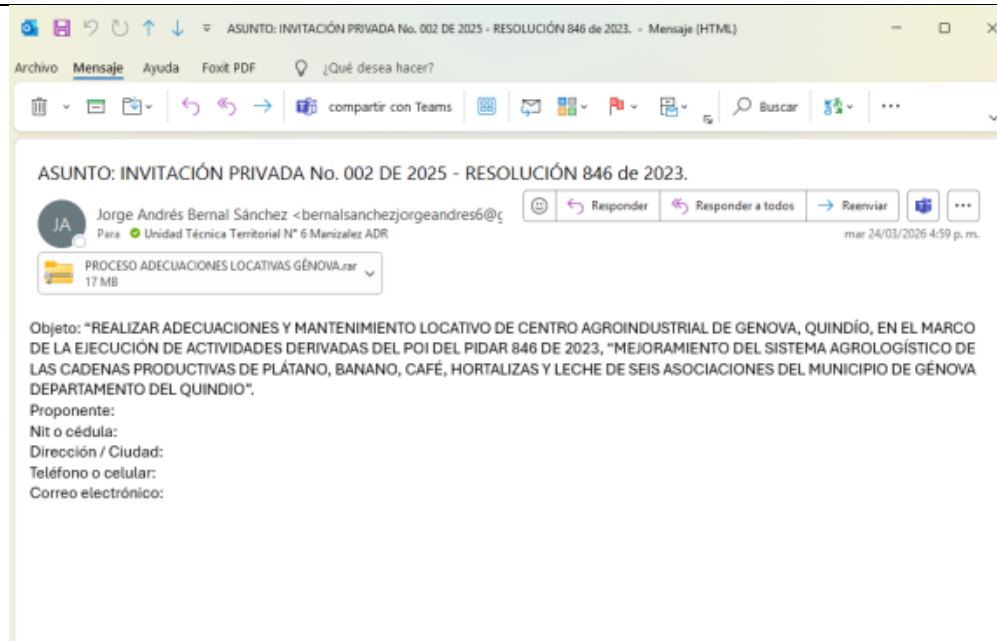 ASUNTO: INVITACIÓN PRIVADA No. 002 DE 2025 - RESOLUCIÓN 846 de 2023. - Mensaje (HTML)
Archivo Mensaje Ayuda Foxit PDF ¿Qué desea hacer?
compartir con Teams Buscar
ASUNTO: INVITACIÓN PRIVADA No. 002 DE 2025 - RESOLUCIÓN 846 de 2023.
JA
Jorge Andrés Bernal Sánchez <bernalsanchezjorgeandres6@g
Responder Responder a todos Reenviar
Para Unidad Técnica Territorial N° 6 Manizalez ADR
mar 24/03/2026 4:59 p. m.
PROCESO ADECUACIONES LOCATIVAS GÉNOVA.rar
17 MB
Objeto: "REALIZAR ADECUACIONES Y MANTENIMIENTO LOCATIVO DE CENTRO AGROINDUSTRIAL DE GENOVA, QUINDÍO, EN EL MARCO
DE LA EJECUCIÓN DE ACTIVIDADES DERIVADAS DEL POI DEL PIDAR 846 DE 2023, "MEJORAMIENTO DEL SISTEMA AGROLOGÍSTICO DE
LAS CADENAS PRODUCTIVAS DE PLÁTANO, BANANO, CAFÉ, HORTALIZAS Y LECHE DE SEIS ASOCIACIONES DEL MUNICIPIO DE GÉNOVA
DEPARTAMENTO DEL QUINDIO".
Proponente:
Nit o cédula:
Dirección / Ciudad:
Teléfono o celular:
Correo electrónico: